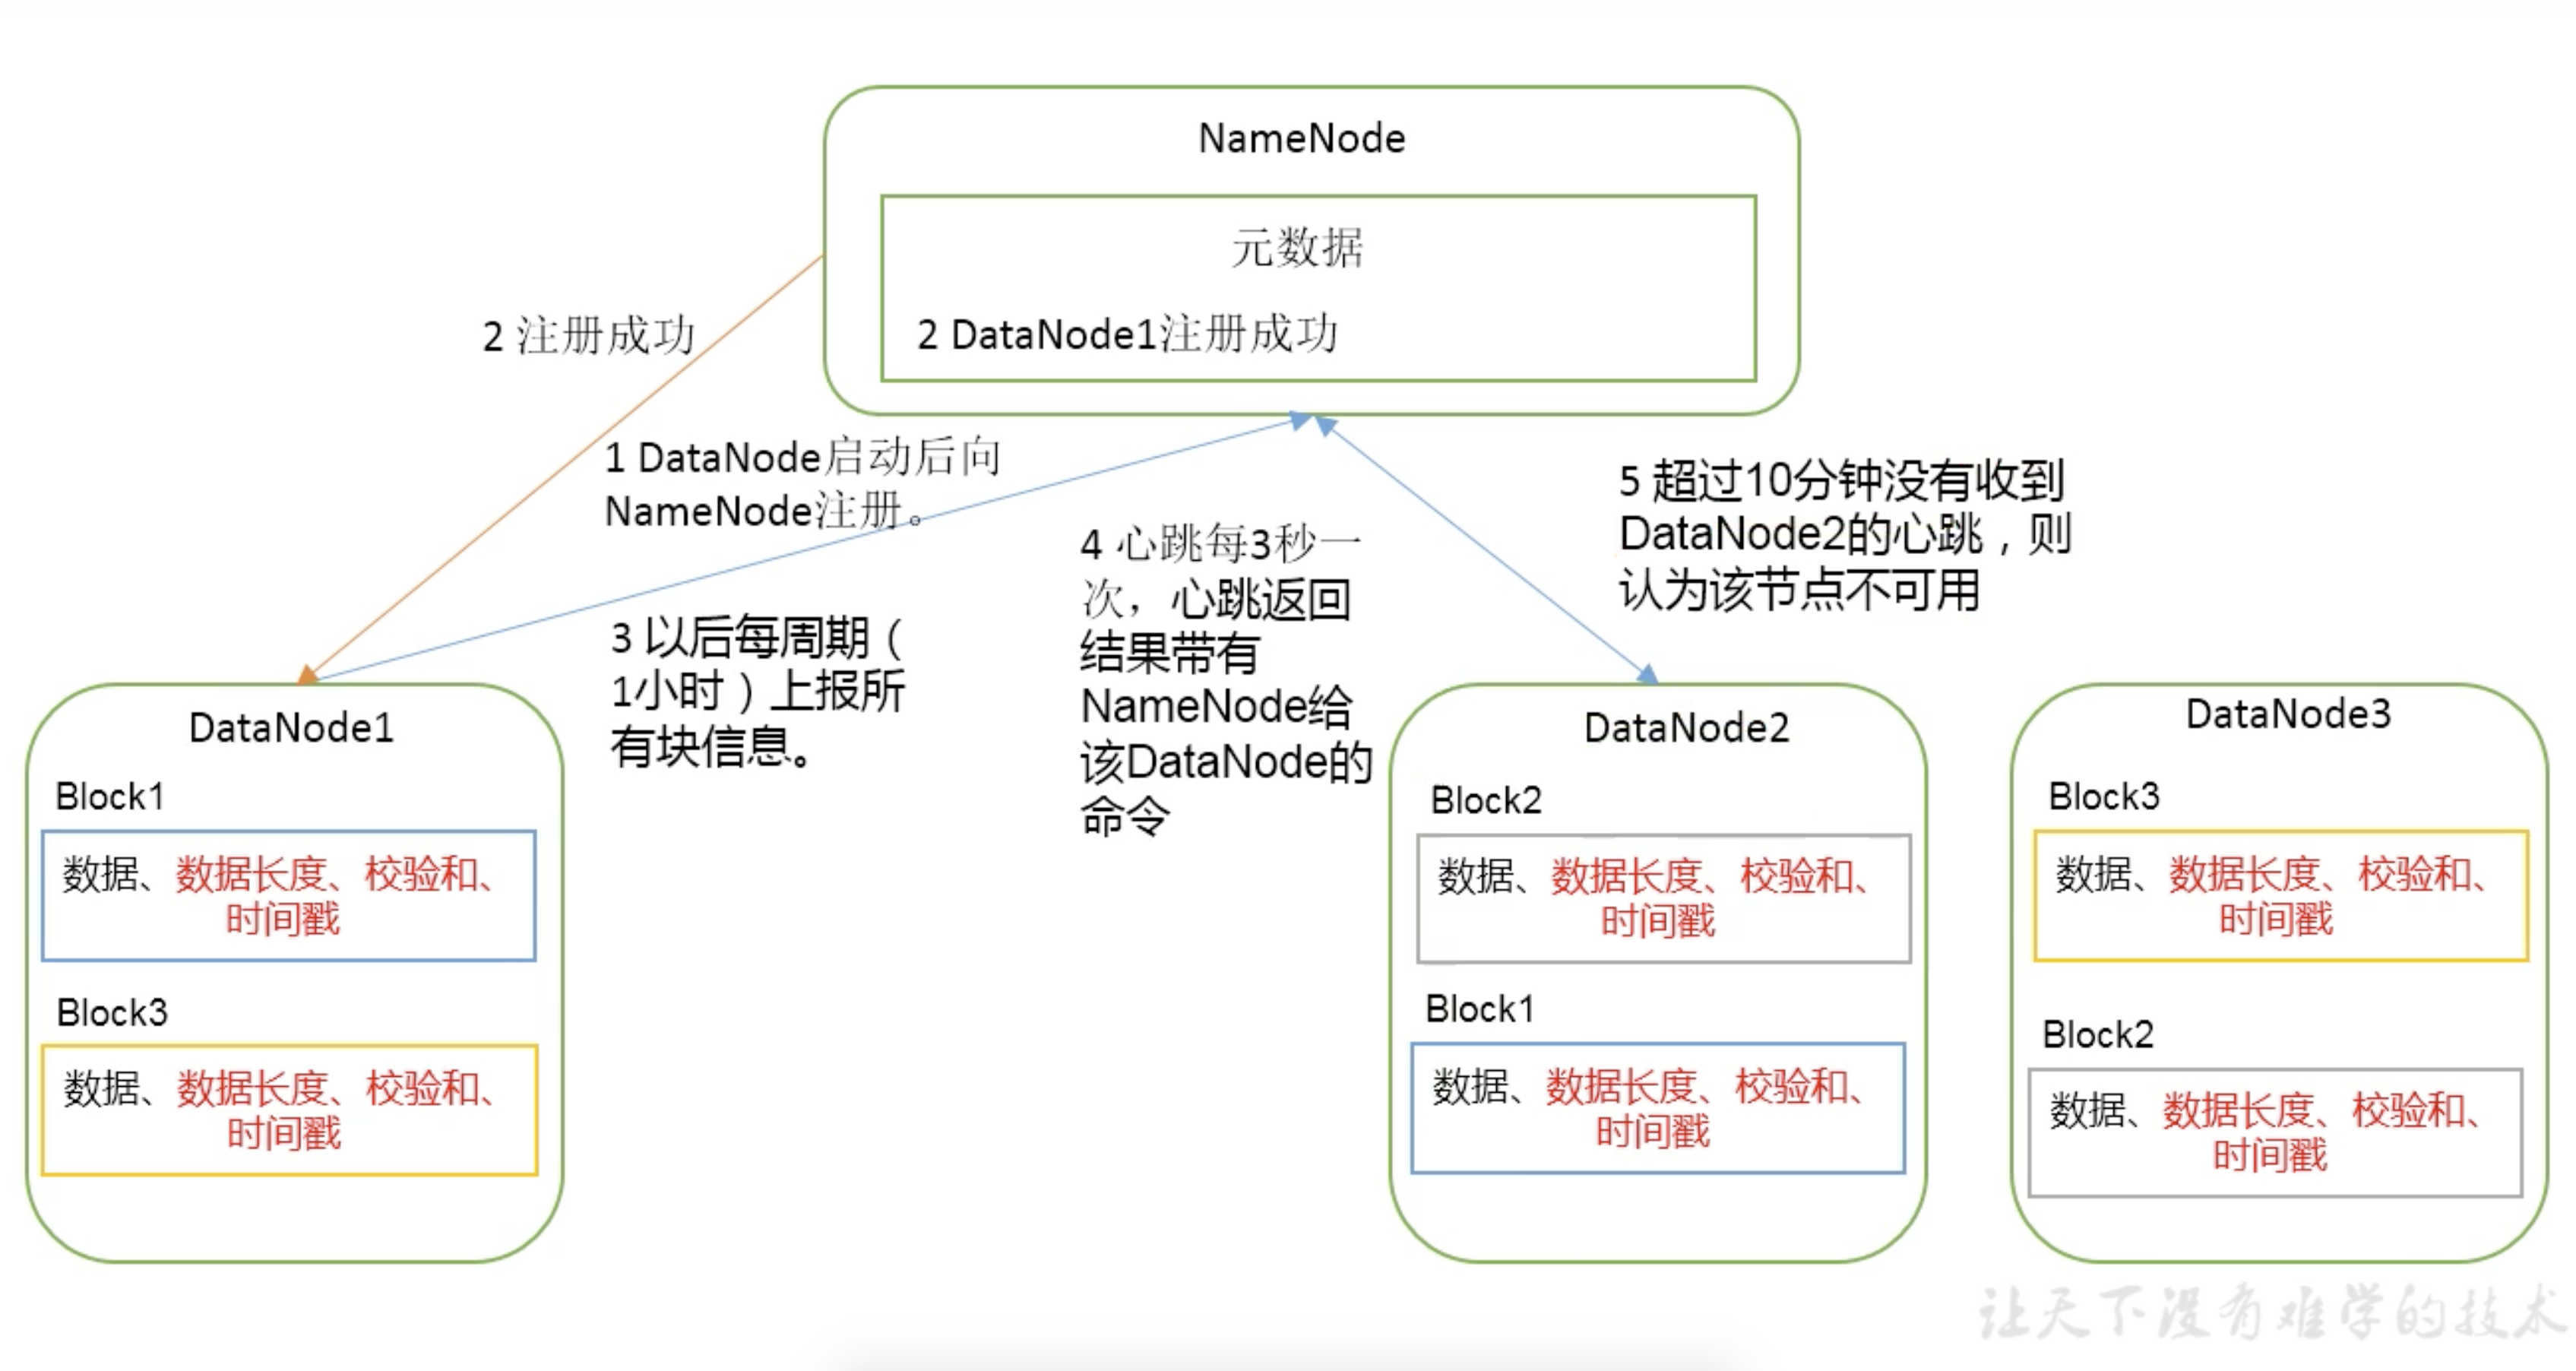 NameNode
元数据
2 DataNode1注册成功
2 注册成功
1 DataNode启动后向
NameNode注册。
3 以后每周期（
1小时）上报所
有块信息。
4 心跳每3秒一
次，心跳返回
结果带有
NameNode给
该DataNode的
命令
5 超过10分钟没有收到
DataNode2的心跳，则
认为该节点不可用
DataNode1
Block1
数据、数据长度、校验和、
时间戳
Block3
数据、数据长度、校验和、
时间戳
DataNode2
Block2
数据、数据长度、校验和、
时间戳
Block1
数据、数据长度、校验和、
时间戳
DataNode3
Block3
数据、数据长度、校验和、
时间戳
Block2
数据、数据长度、校验和、
时间戳
让天下没有难学的技术